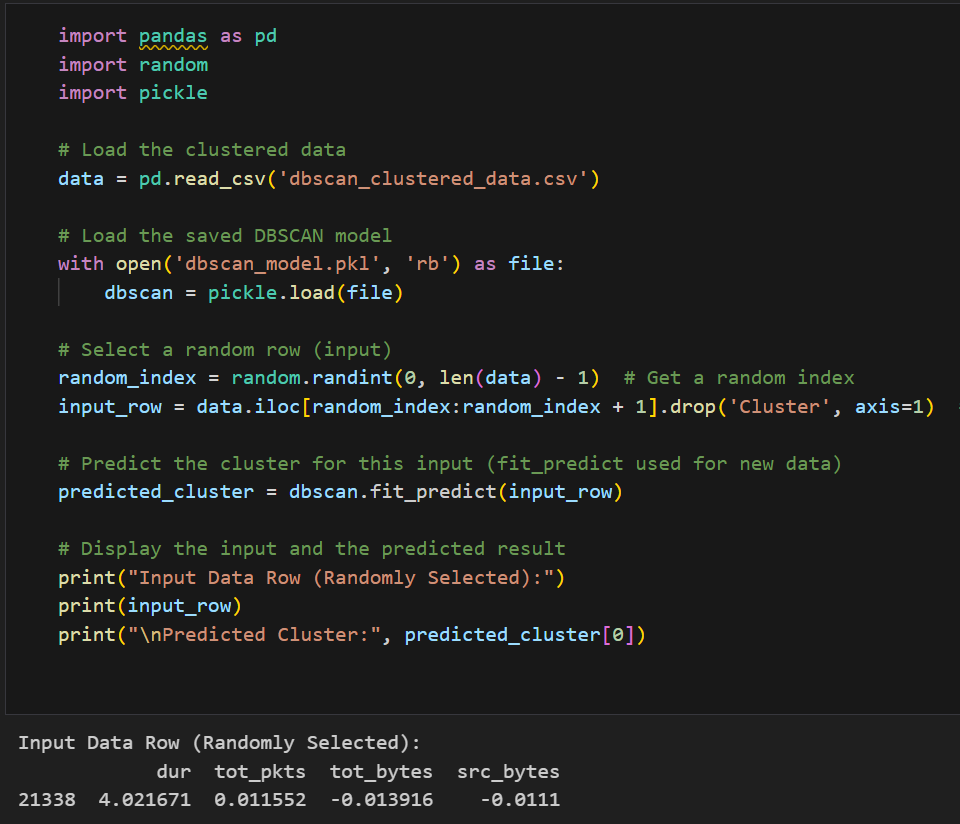 import pandas as pd
import random
import pickle
# Load the clustered data
data = pd.read_csv('dbscan_clustered_data.csv')
# Load the saved DBSCAN model
with open('dbscan_model.pkl', 'rb') as file:
    dbscan = pickle.load(file)
# Select a random row (input)
random_index = random.randint(0, len(data) - 1)  # Get a random index
input_row = data.iloc[random_index:random_index + 1].drop('Cluster', axis=1)
# Predict the cluster for this input (fit_predict used for new data)
predicted_cluster = dbscan.fit_predict(input_row)
# Display the input and the predicted result
print("Input Data Row (Randomly Selected):")
print(input_row)
print("\nPredicted Cluster:", predicted_cluster[0])
Input Data Row (Randomly Selected):
            dur  tot_pkts  tot_bytes  src_bytes
21338  4.021671  0.011552  -0.013916    -0.0111